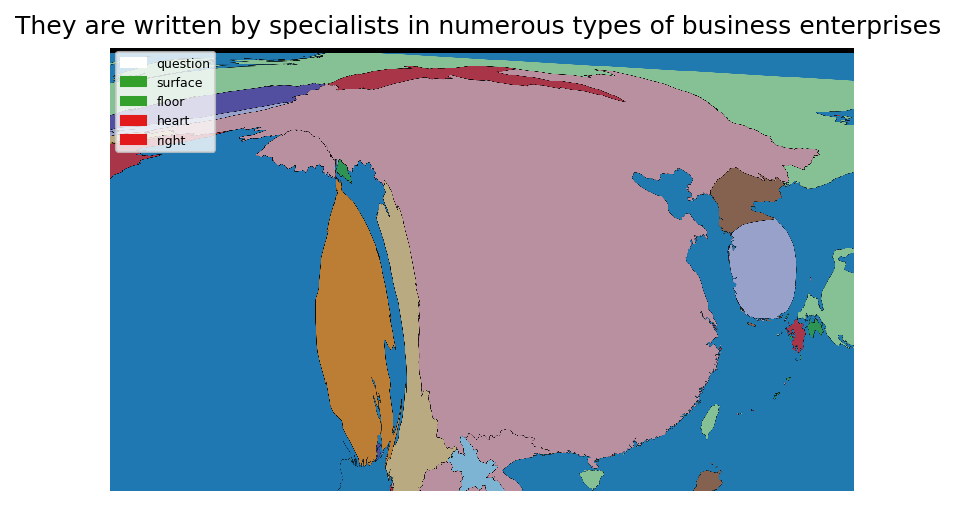 They are written by specialists in numerous types of business enterprises
question
surface
floor
heart
right